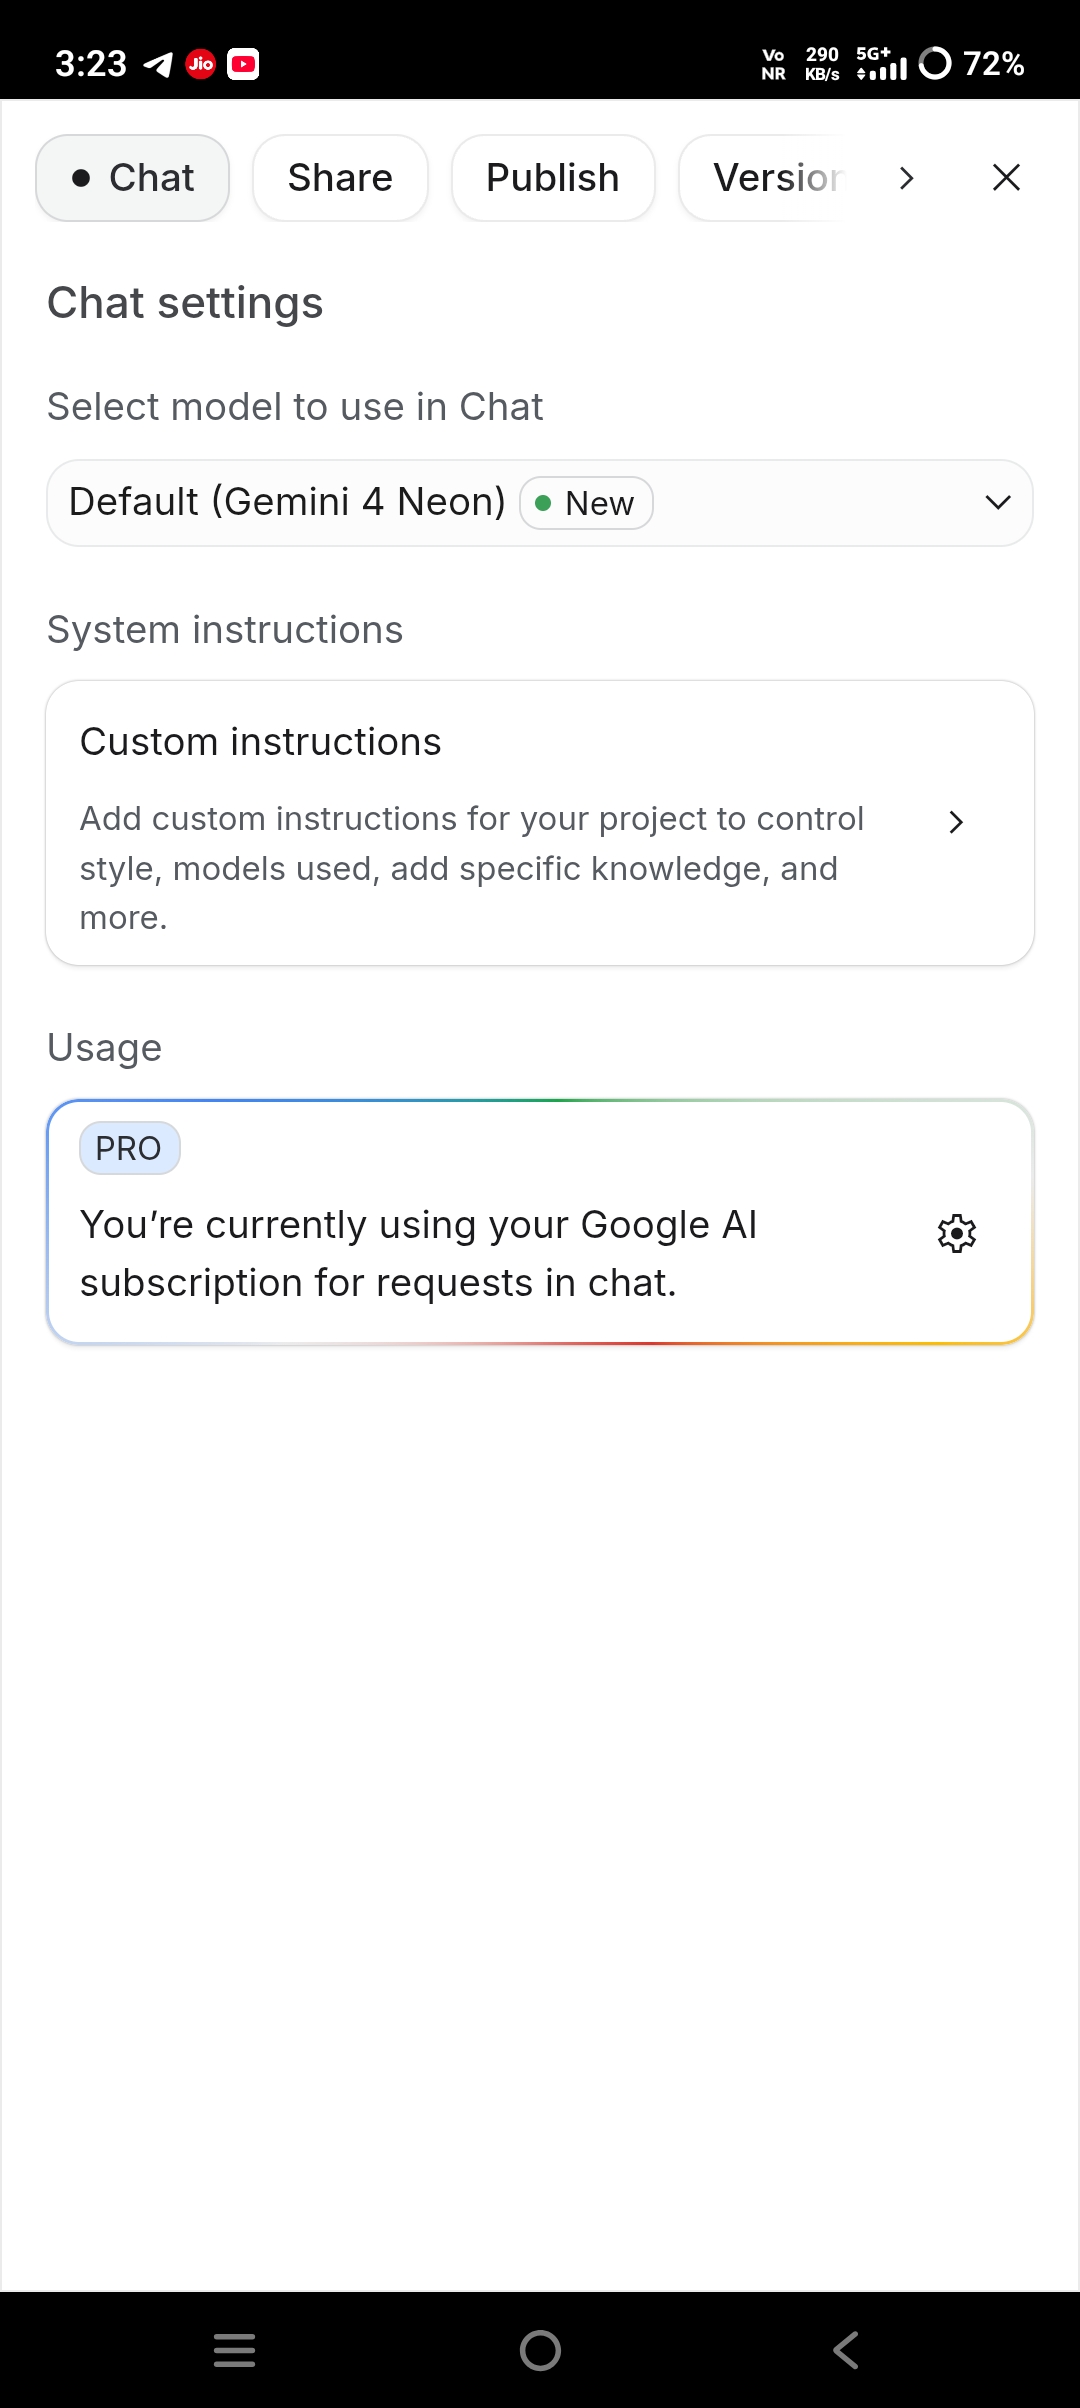 3:23 Jio Vo NR 290 KB/s 5G+ 72%
Chat Share Publish Version
Chat settings
Select model to use in Chat
Default (Gemini 4 Neon) New
System instructions
Custom instructions
Add custom instructions for your project to control
style, models used, add specific knowledge, and
more.
Usage
PRO
You’re currently using your Google AI
subscription for requests in chat.